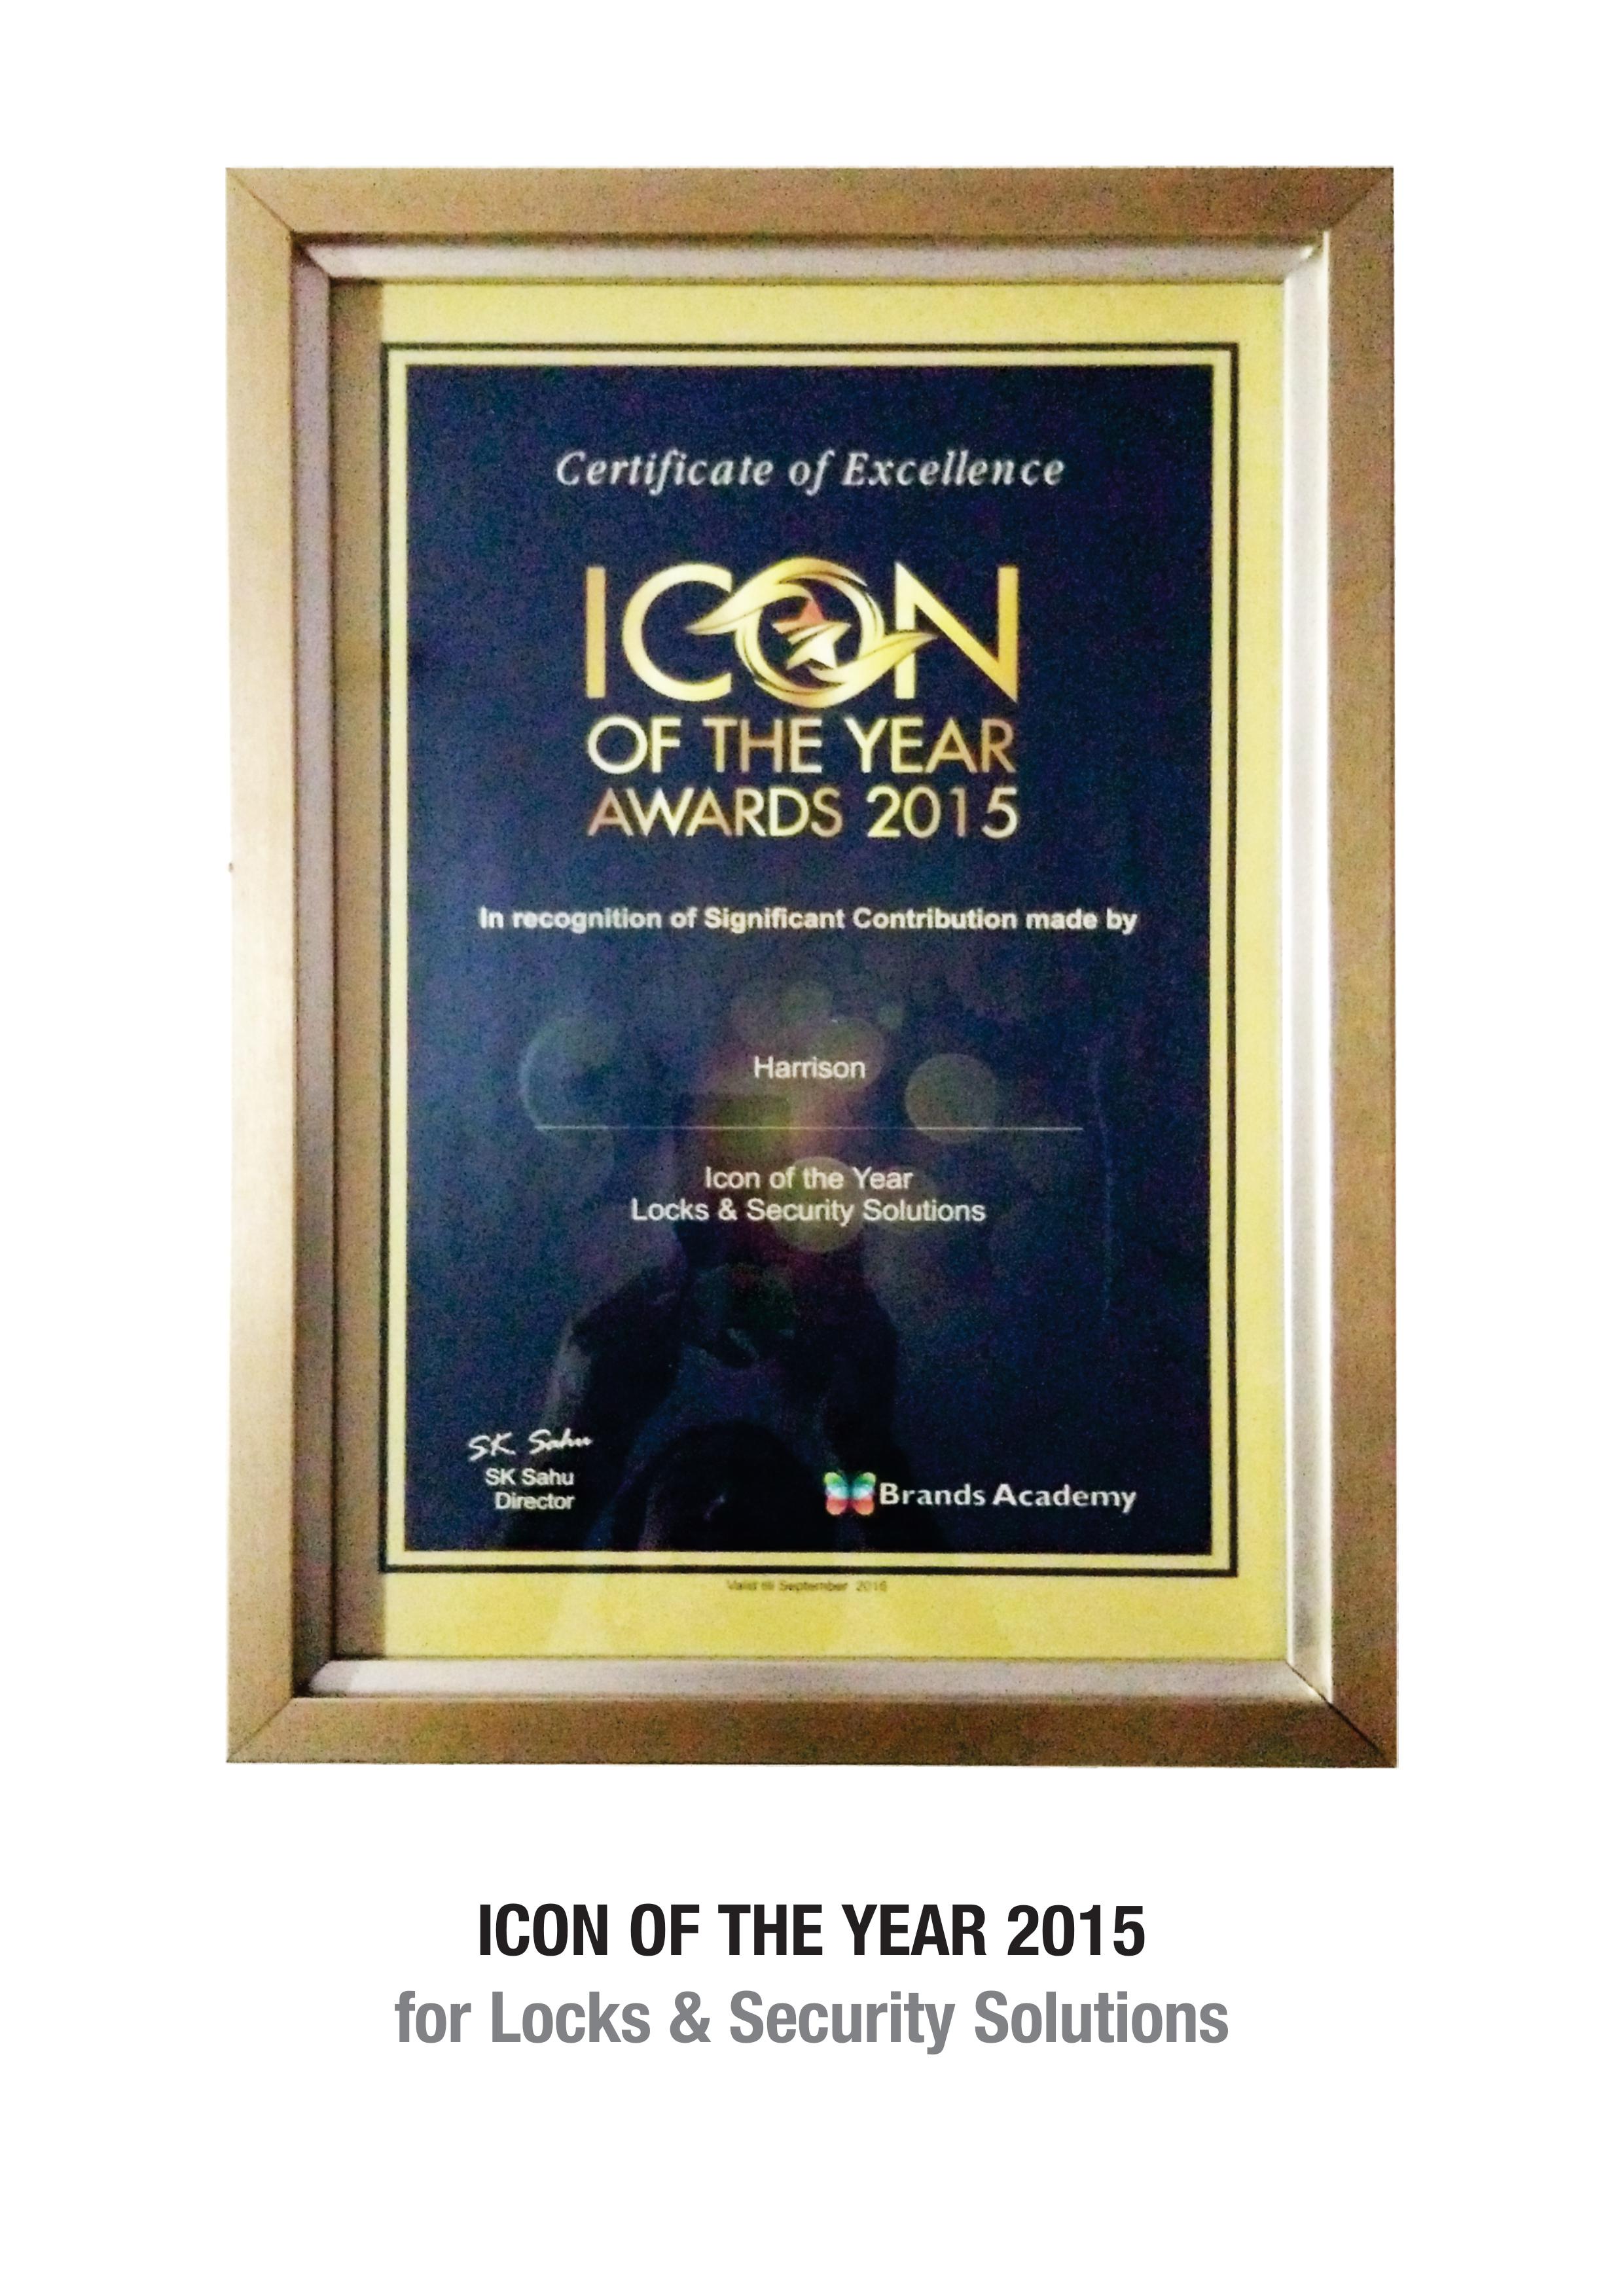 Certificate of Excellence
ICON
OF THE YEAR
AWARDS 2015
In recognition of Significant Contribution made by
Harrison
Icon of the Year
Locks & Security Solutions
SK Sahu
SK Sahu
Director
Brands Academy
Valid till September 2016
ICON OF THE YEAR 2015
for Locks & Security Solutions